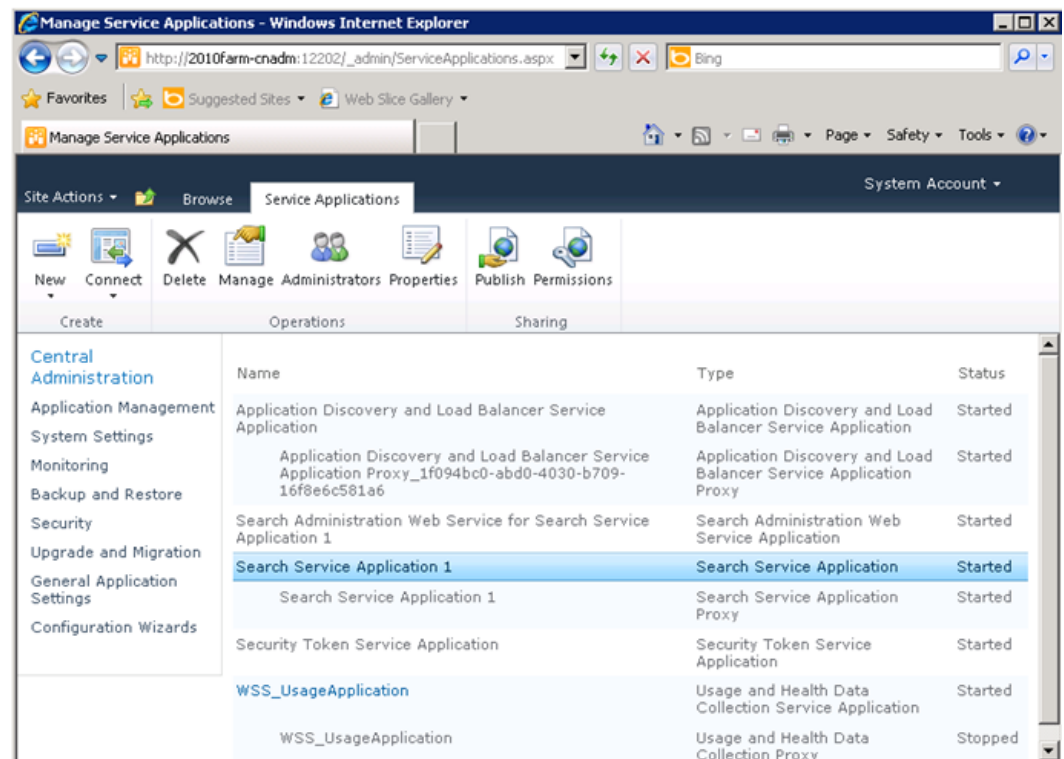 Manage Service Applications - Windows Internet Explorer
http://2010farm-cnadm:12202/_admin/ServiceApplications.aspx
Bing
Favorites
Suggested Sites
Web Slice Gallery
Manage Service Applications
Page
Safety
Tools
Site Actions
Browse
Service Applications
System Account
New
Connect
Delete
Manage
Administrators
Properties
Publish
Permissions
Create
Operations
Sharing
Central
Administration
Application Management
System Settings
Monitoring
Backup and Restore
Security
Upgrade and Migration
General Application
Settings
Configuration Wizards
Name
Type
Status
Application Discovery and Load Balancer Service
Application
Application Discovery and Load
Balancer Service Application
Started
Application Discovery and Load Balancer Service
Application Proxy_1f094bc0-abd0-4030-b709-
16f8e6c581a6
Application Discovery and Load
Balancer Service Application
Proxy
Started
Search Administration Web Service for Search Service
Application 1
Search Administration Web
Service Application
Started
Search Service Application 1
Search Service Application
Started
Search Service Application 1
Search Service Application
Proxy
Started
Security Token Service Application
Security Token Service
Application
Started
WSS_UsageApplication
Usage and Health Data
Collection Service Application
Started
WSS_UsageApplication
Usage and Health Data
Collection Proxy
Stopped